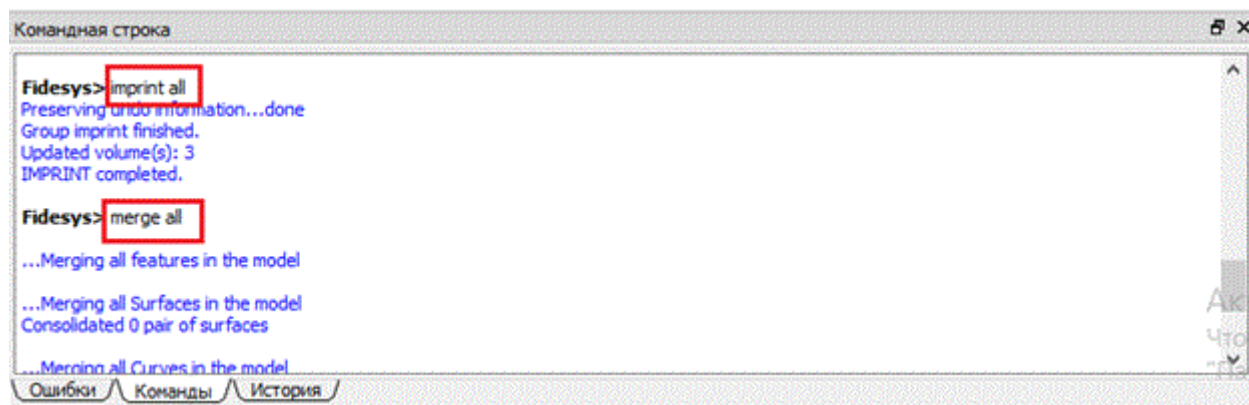 Командная строка
Fidesys> imprint all
Preserving undo information...done
Group imprint finished.
Updated volume(s): 3
IMPRINT completed.
Fidesys> merge all
...Merging all features in the model
...Merging all Surfaces in the model
Consolidated 0 pair of surfaces
...Merging all Curves in the model
Ошибки Команды История